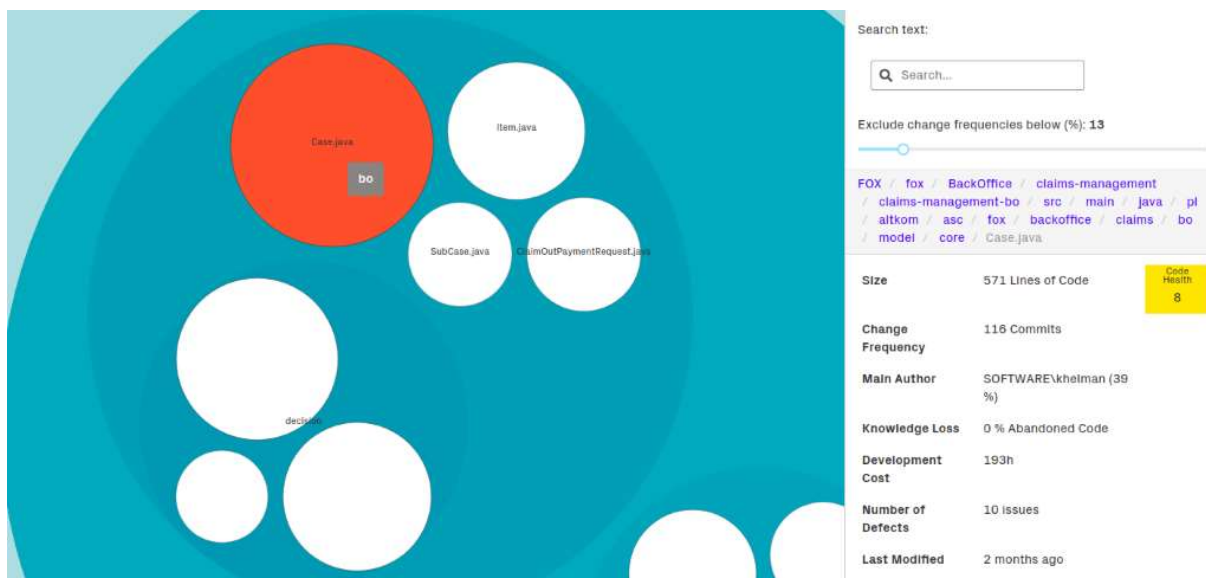 Case.java
bo
Item.java
SubCase.java
ClaimOutPaymentRequest.java
decision
Search text:
Search...
Exclude change frequencies below (%): 13
FOX / fox / BackOffice / claims-management
/ claims-management-bo / src / main / java / pl
/ altkom / asc / fox / backoffice / claims / bo
/ model / core / Case.java
Size 571 Lines of Code
Code
Health
8
Change
Frequency
116 Commits
Main Author
SOFTWARE\khelman (39
%)
Knowledge Loss 0 % Abandoned Code
Development
Cost
193h
Number of
Defects
10 issues
Last Modified 2 months ago